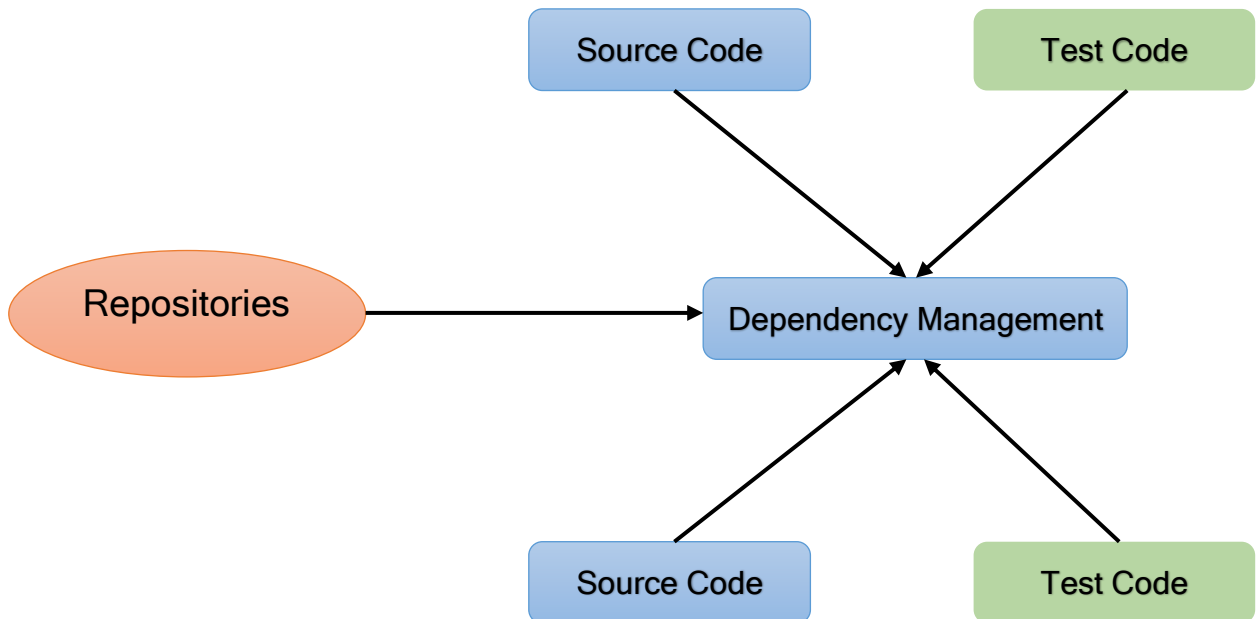 Source Code
Test Code
Repositories
Dependency Management
Source Code
Test Code